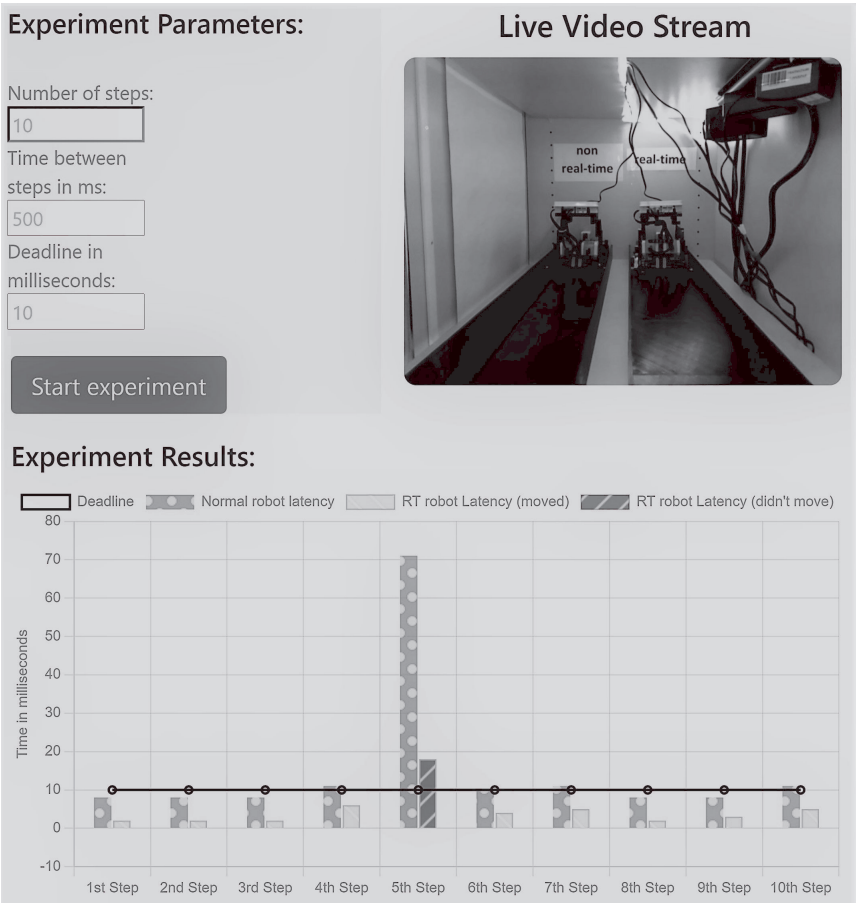 Experiment Parameters:
Number of steps:
10
Time between
steps in ms:
500
Deadline in
milliseconds:
10
Start experiment
Live Video Stream
non
real-time
real-time
Experiment Results:
Deadline Normal robot latency RT robot Latency (moved) RT robot Latency (didn't move)
Time in milliseconds
80
70
60
50
40
30
20
10
0
-10
1st Step 2nd Step 3rd Step 4th Step 5th Step 6th Step 7th Step 8th Step 9th Step 10th Step